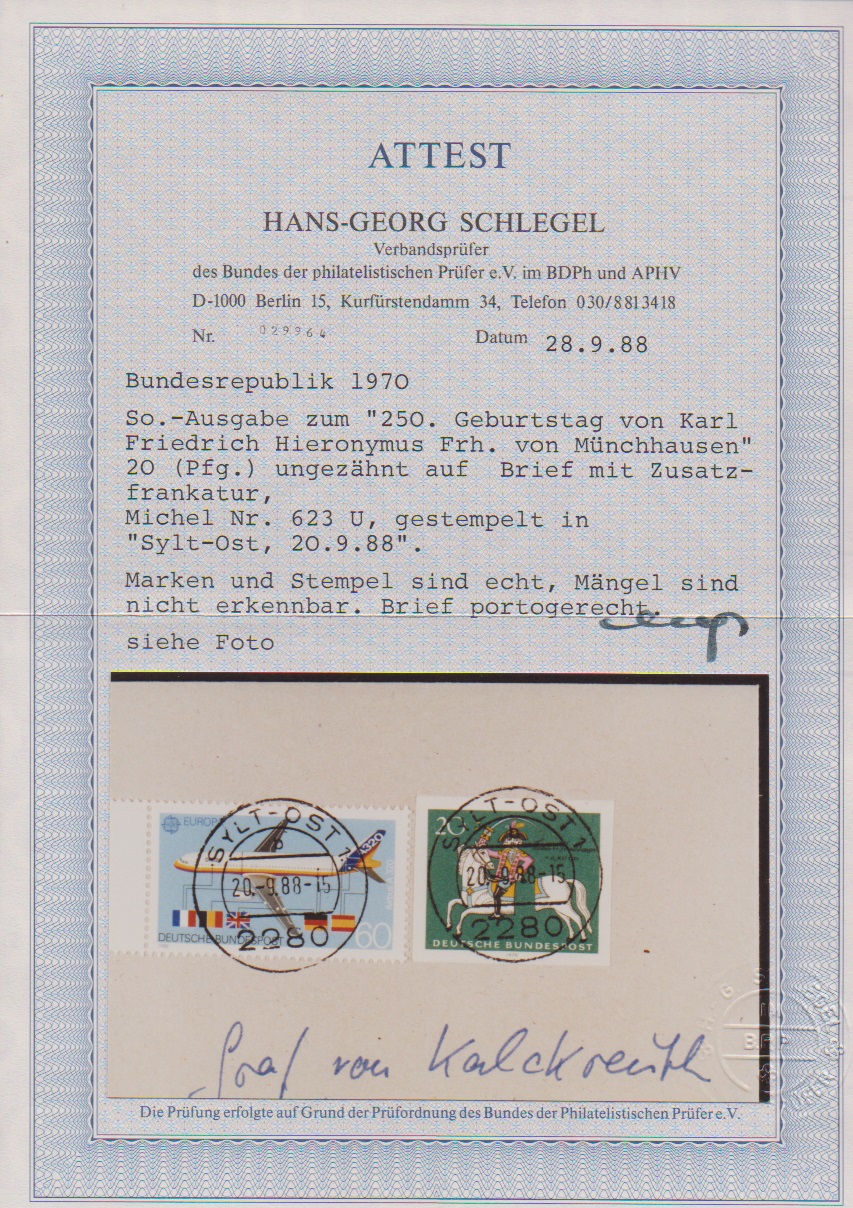 ATTEST
HANS-GEORG SCHLEGEL
Verbandsprüfer
des Bundes der philatelistischen Prüfer e.V. im BDPh und APHV
D-1000 Berlin 15, Kurfürstendamm 34, Telefon 030/8813418
Nr. 029964 Datum 28.9.88
Bundesrepublik 1970
So.-Ausgabe zum "250. Geburtstag von Karl
Friedrich Hieronymus Frh. von Münchhausen"
20 (Pfg.) ungezähnt auf Brief mit Zusatz-
frankatur,
Michel Nr. 623 U, gestempelt in
"Sylt-Ost, 20.9.88".
Marken und Stempel sind echt, Mängel sind
nicht erkennbar. Brief portogerecht.
siehe Foto
EUROPA
A320
DEUTSCHE BUNDESPOST
60
SYLT-OST 1
b
20.-9.88-15
2280
20
DEUTSCHE BUNDESPOST
1970
SYLT-OST 1
20.-9.88-15
2280
Graf von Kalckreuth
BPP
Die Prüfung erfolgte auf Grund der Prüfordnung des Bundes der Philatelistischen Prüfer e.V.